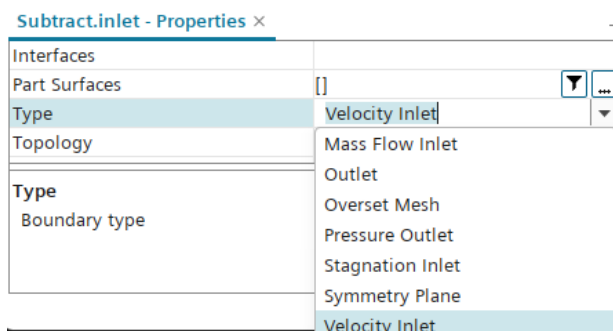 Subtract.inlet - Properties ×
Interfaces
Part Surfaces []
Type Velocity Inlet
Topology
Mass Flow Inlet
Outlet
Overset Mesh
Pressure Outlet
Stagnation Inlet
Symmetry Plane
Velocity Inlet
Type
Boundary type